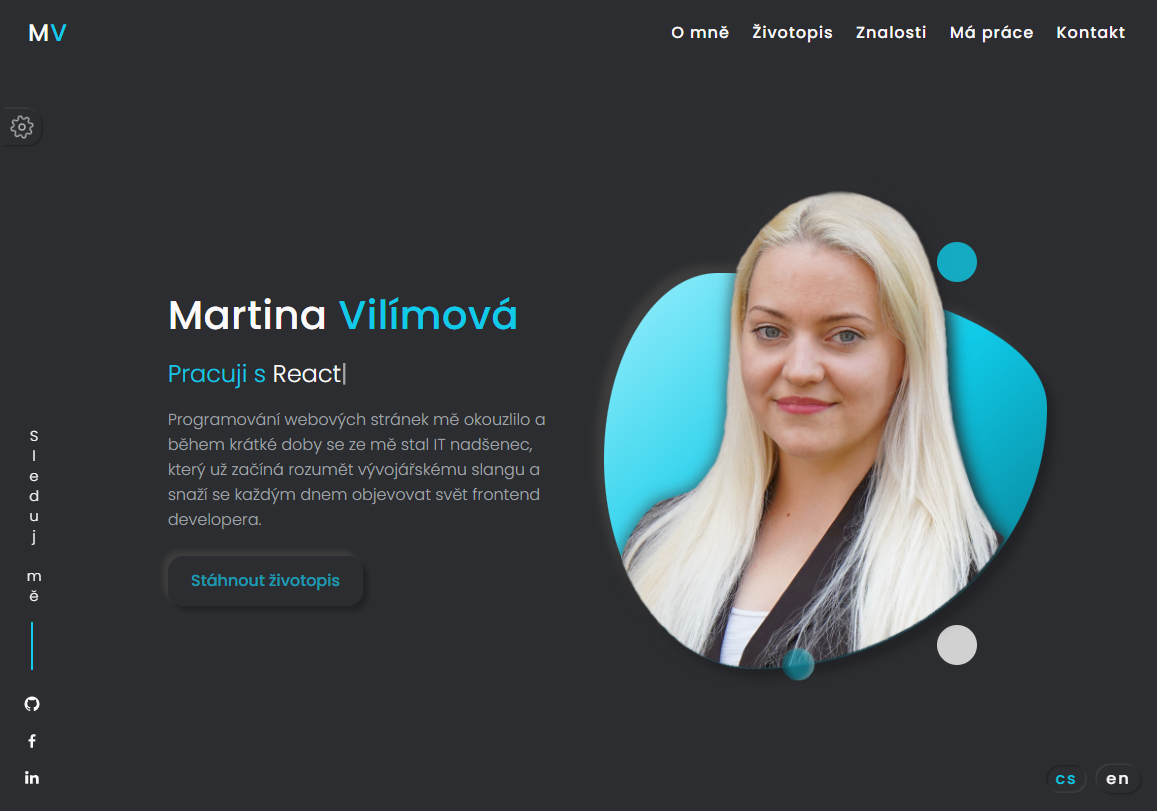 MV
O mně Životopis Znalosti Má práce Kontakt
Martina Vilímová
Pracuji s React|
Programování webových stránek mě okouzlilo a
během krátké doby se ze mě stal IT nadšenec,
který už začíná rozumět vývojářskému slangu a
snaží se každým dnem objevovat svět frontend
developera.
Stáhnout životopis
Sleduj mě
cs en